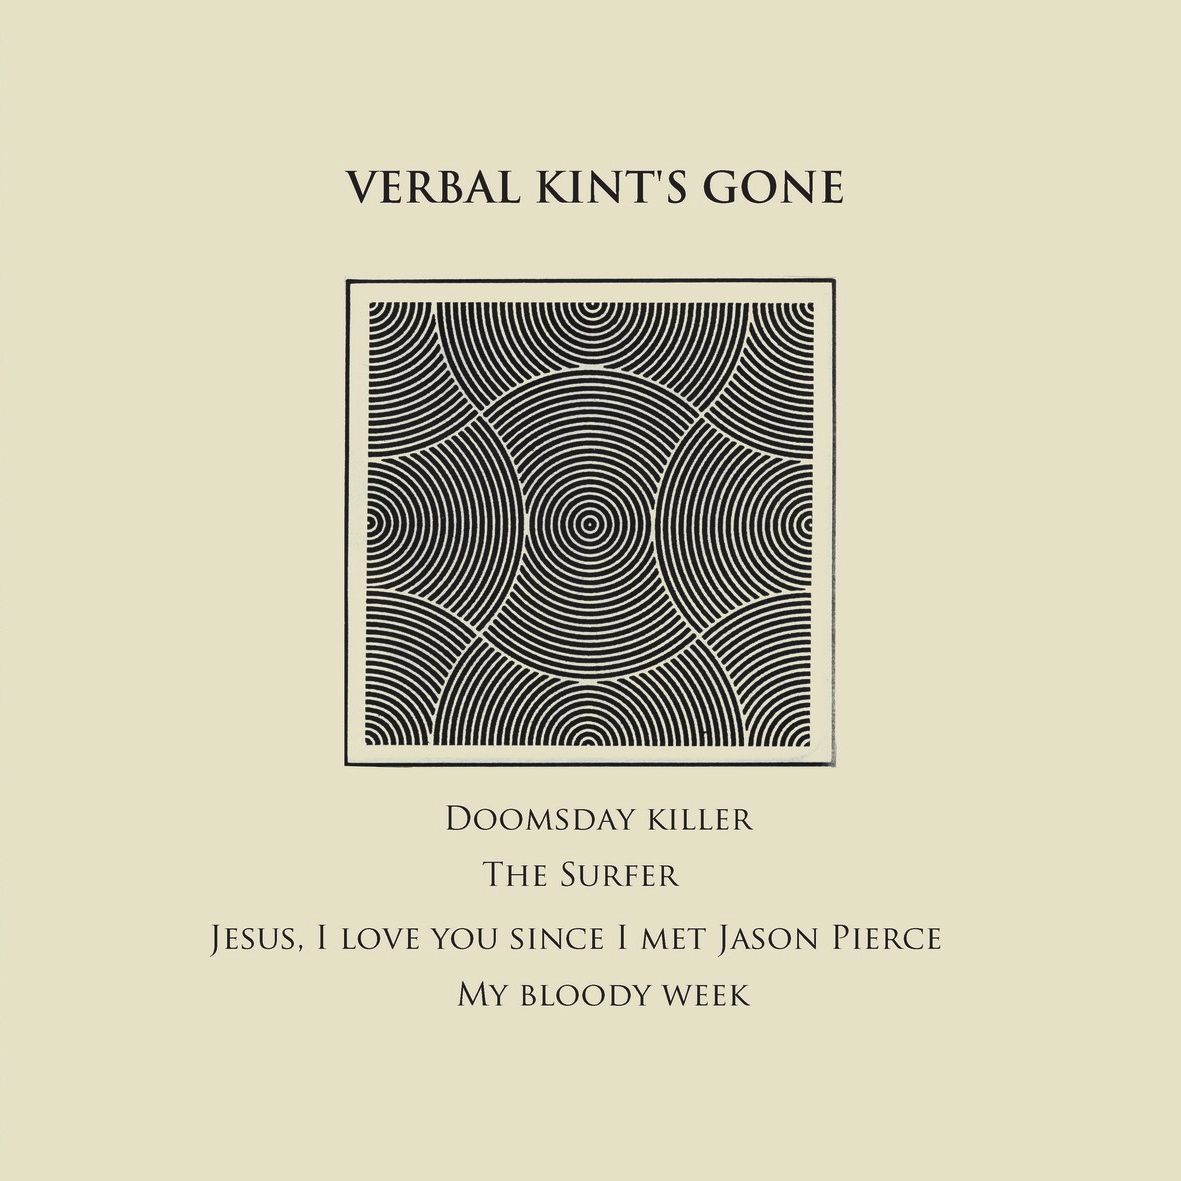 VERBAL KINT'S GONE
Doomsday killer
The Surfer
Jesus, I love you since I met Jason Pierce
My bloody week